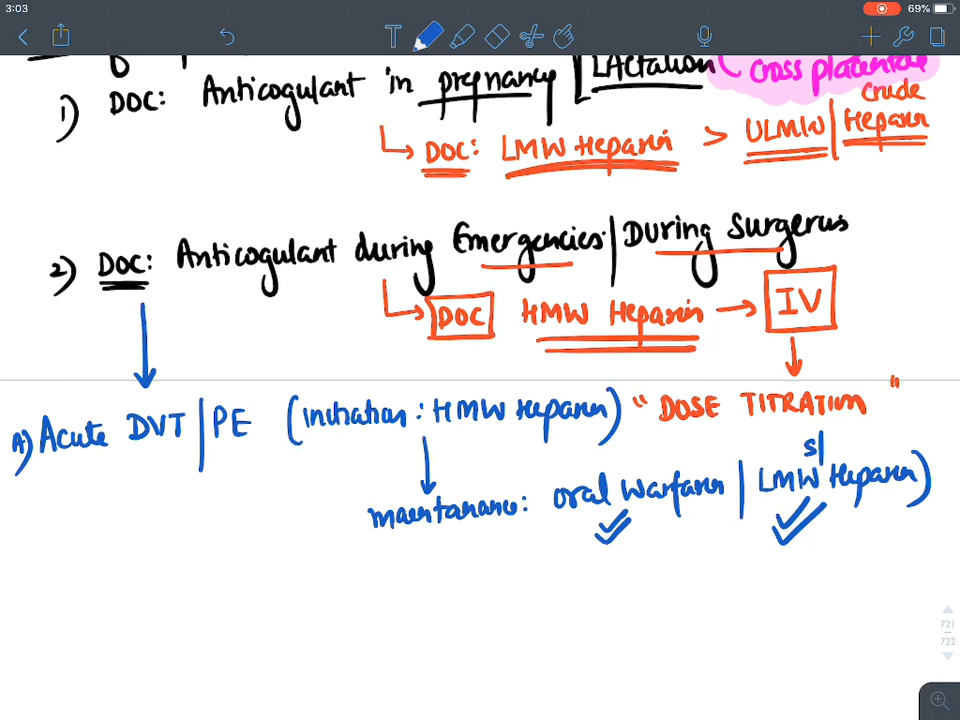 3:03
69%
T
LActation ( cross placental
1) DOC: Anticogulant in pregnancy
crude
↳ DOC: LMW Heparin > ULMW | Heparin
2) DOC: Anticogulant during Emergencies | During Surgeries
↳ DOC HMW Heparin → IV
A) Acute DVT | PE (initiation: HMW Heparin) "DOSE TITRATION"
maintanance: oral warfarin | LMW Heparin)
721
722